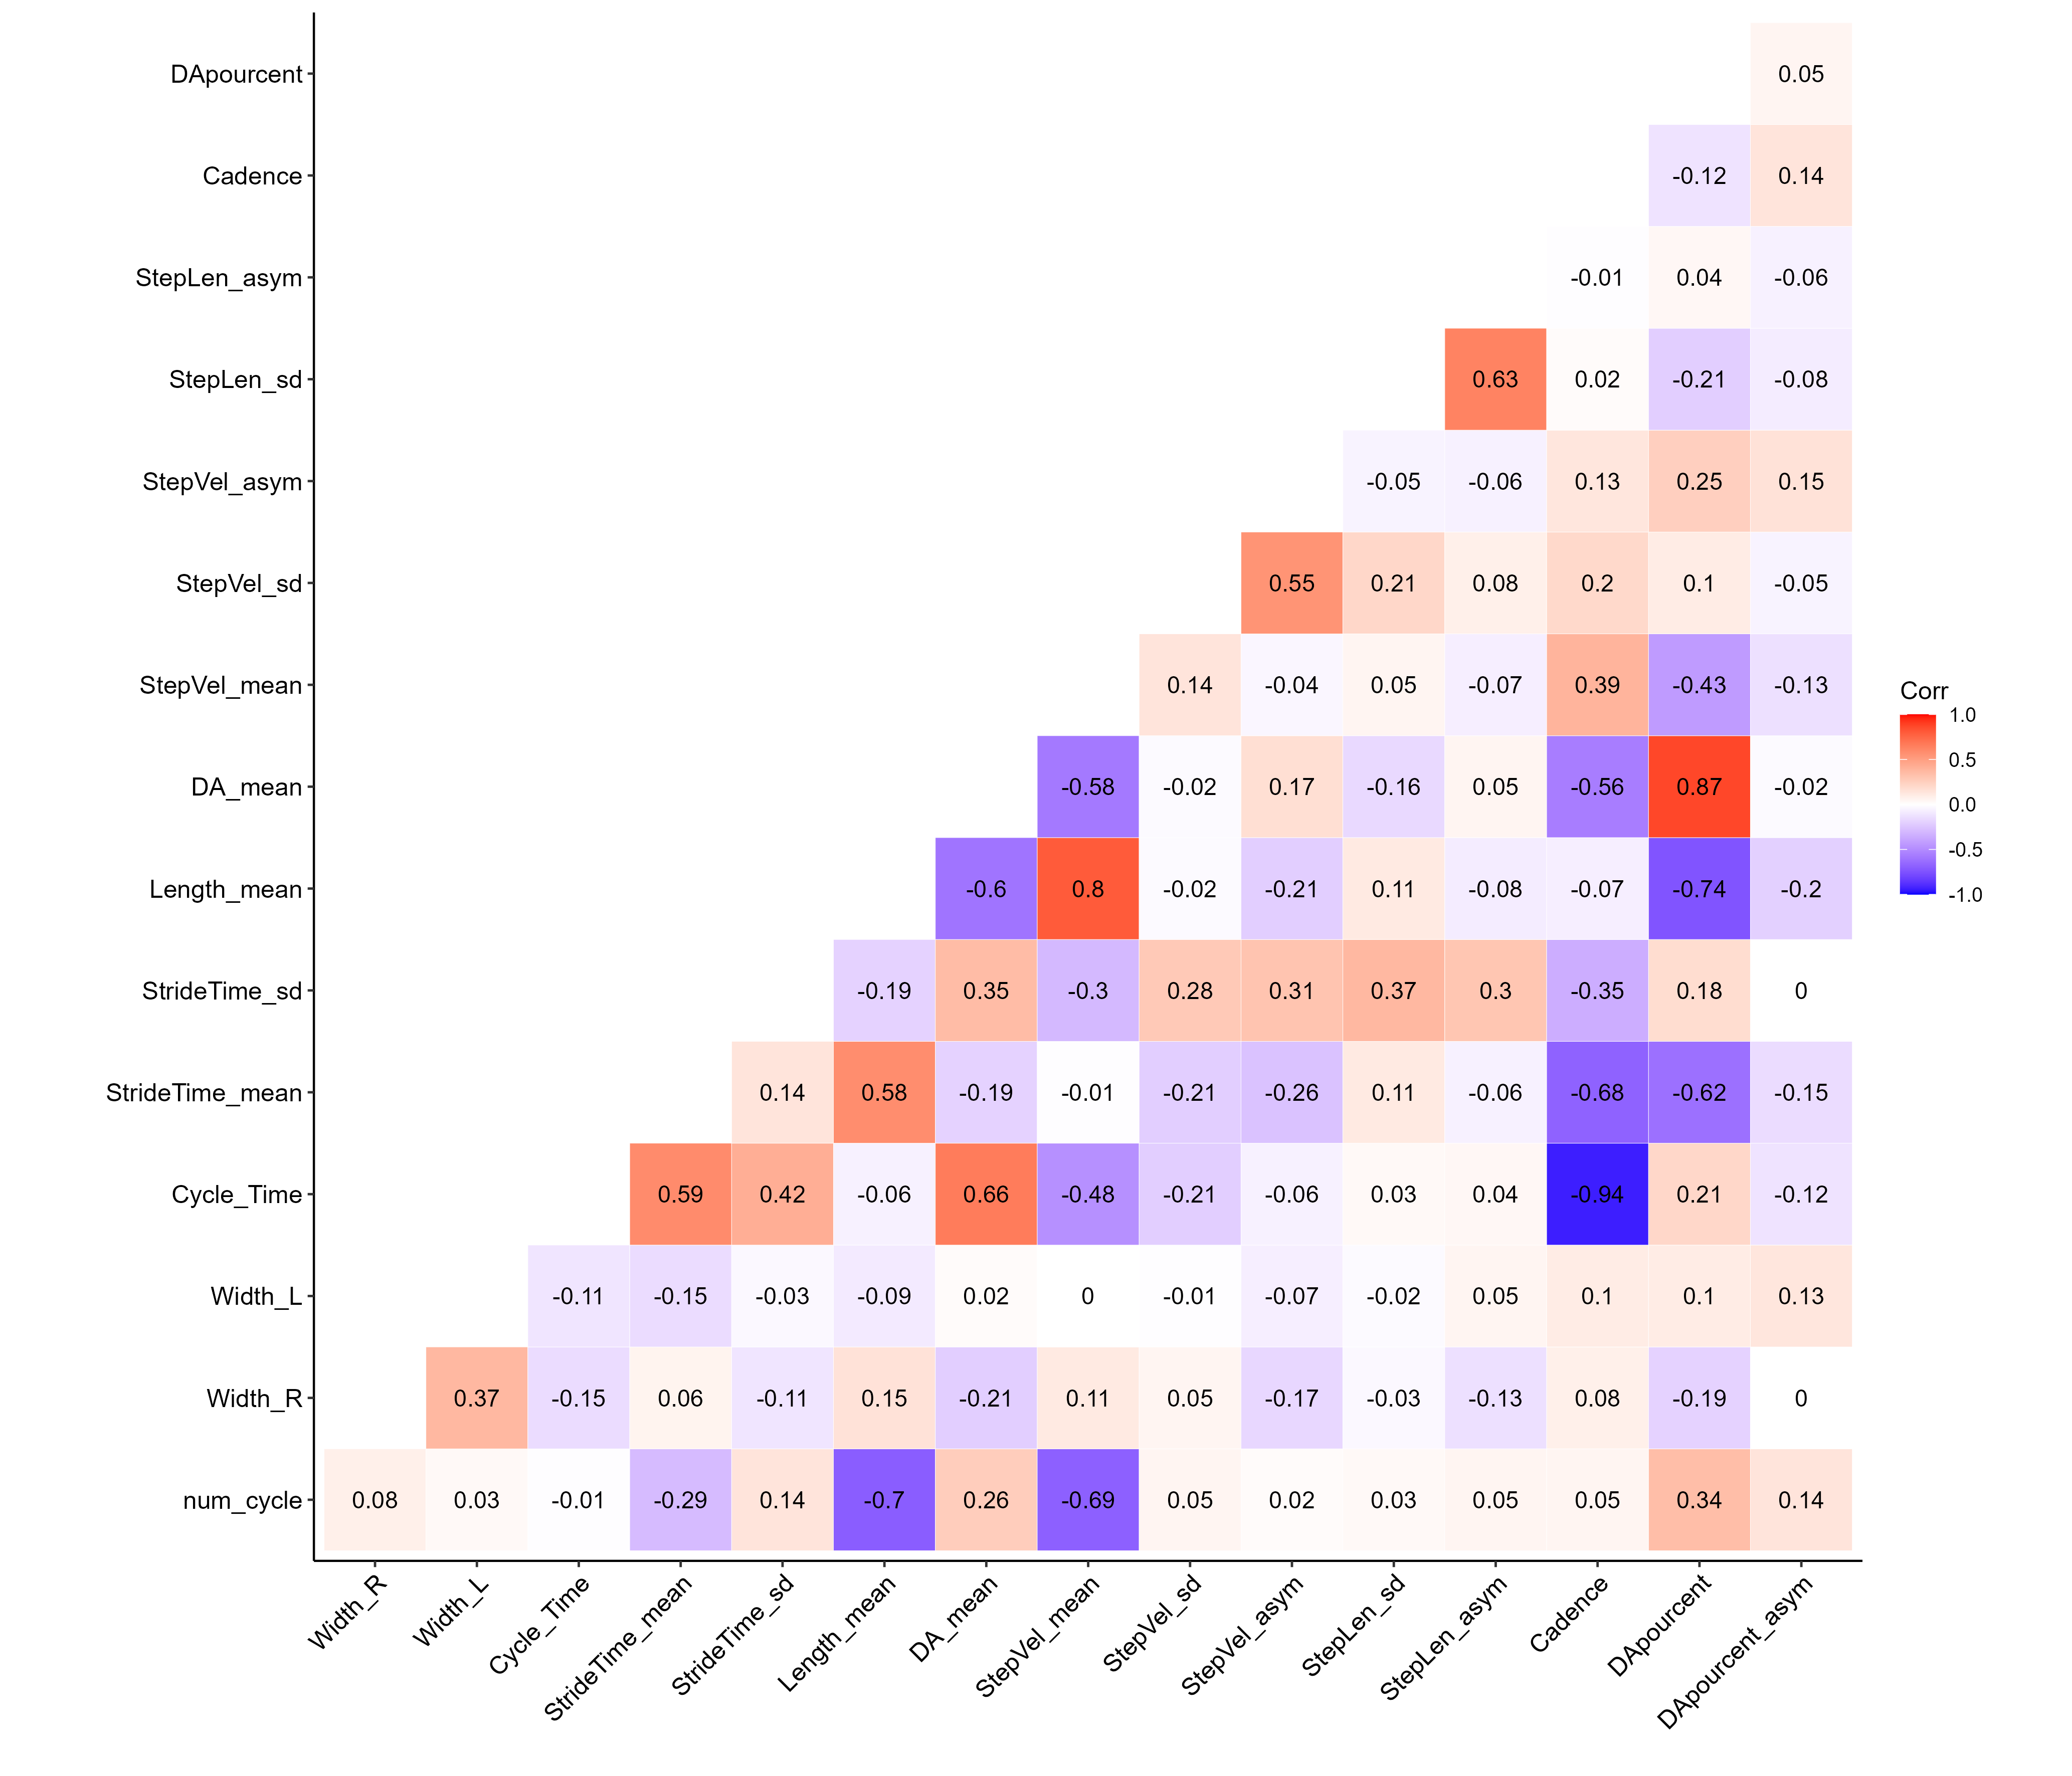 DApourcent 0.05
Cadence -0.12 0.14
StepLen_asym -0.01 0.04 -0.06
StepLen_sd 0.63 0.02 -0.21 -0.08
StepVel_asym -0.05 -0.06 0.13 0.25 0.15
StepVel_sd 0.55 0.21 0.08 0.2 0.1 -0.05
StepVel_mean 0.14 -0.04 0.05 -0.07 0.39 -0.43 -0.13
DA_mean -0.58 -0.02 0.17 -0.16 0.05 -0.56 0.87 -0.02
Length_mean -0.6 0.8 -0.02 -0.21 0.11 -0.08 -0.07 -0.74 -0.2
StrideTime_sd -0.19 0.35 -0.3 0.28 0.31 0.37 0.3 -0.35 0.18 0
StrideTime_mean 0.14 0.58 -0.19 -0.01 -0.21 -0.26 0.11 -0.06 -0.68 -0.62 -0.15
Cycle_Time 0.59 0.42 -0.06 0.66 -0.48 -0.21 -0.06 0.03 0.04 -0.94 0.21 -0.12
Width_L -0.11 -0.15 -0.03 -0.09 0.02 0 -0.01 -0.07 -0.02 0.05 0.1 0.1 0.13
Width_R 0.37 -0.15 0.06 -0.11 0.15 -0.21 0.11 0.05 -0.17 -0.03 -0.13 0.08 -0.19 0
num_cycle 0.08 0.03 -0.01 -0.29 0.14 -0.7 0.26 -0.69 0.05 0.02 0.03 0.05 0.05 0.34 0.14
Width_R
Width_L
Cycle_Time
StrideTime_mean
StrideTime_sd
Length_mean
DA_mean
StepVel_mean
StepVel_sd
StepVel_asym
StepLen_sd
StepLen_asym
Cadence
DApourcent
DApourcent_asym
Corr
1.0
0.5
0.0
-0.5
-1.0